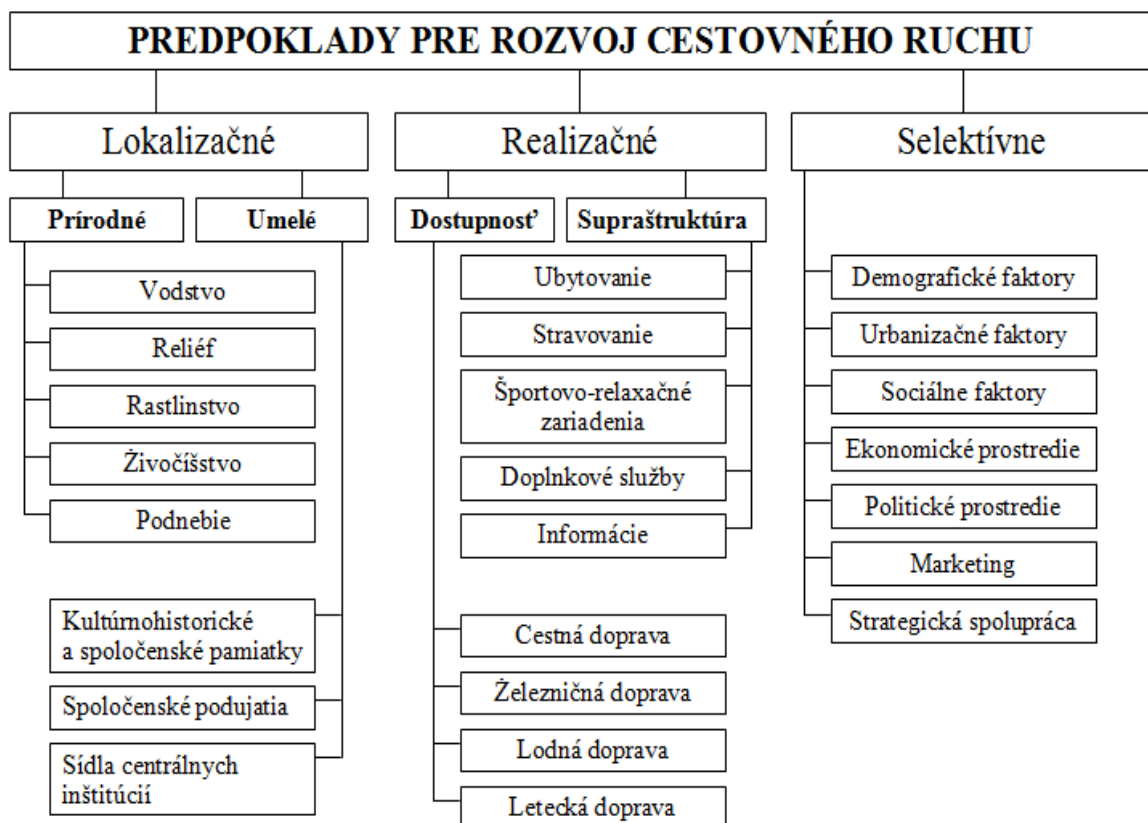 PREDPOKLADY PRE ROZVOJ CESTOVNÉHO RUCHU
Lokalizačné
Realizačné
Selektívne
Prírodné
Umelé
Dostupnosť
Supraštruktúra
Vodstvo
Reliéf
Rastlinstvo
Živočíšstvo
Podnebie
Kultúrnohistorické
a spoločenské pamiatky
Spoločenské podujatia
Sídla centrálnych
inštitúcií
Ubytovanie
Stravovanie
Športovo-relaxačné
zariadenia
Doplnkové služby
Informácie
Cestná doprava
Železničná doprava
Lodná doprava
Letecká doprava
Demografické faktory
Urbanizačné faktory
Sociálne faktory
Ekonomické prostredie
Politické prostredie
Marketing
Strategická spolupráca